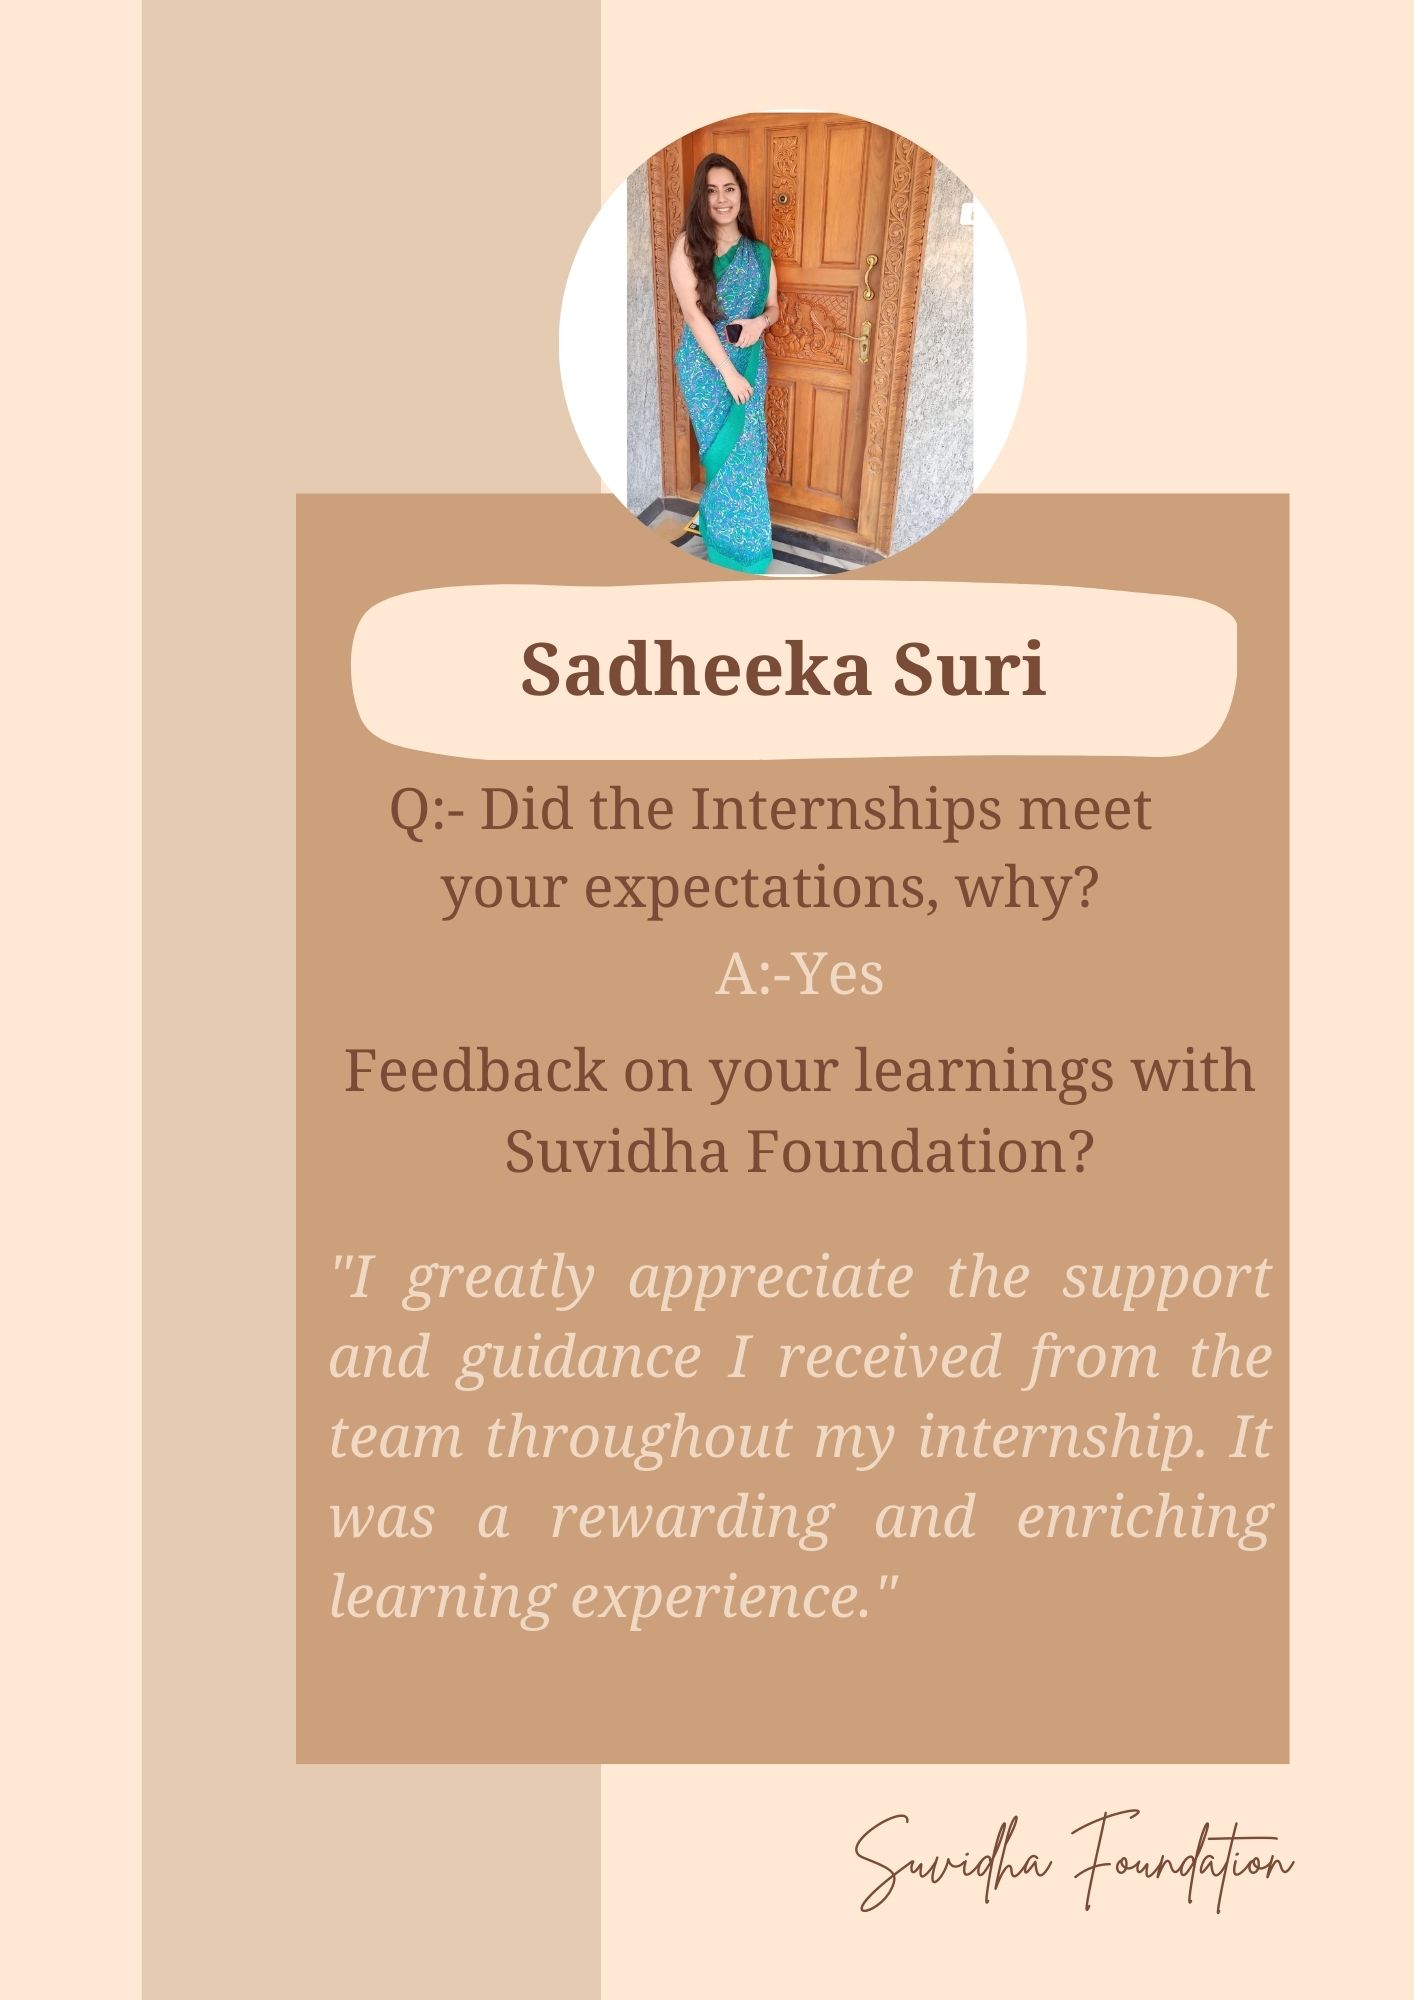 Sadheeka Suri
Q:- Did the Internships meet
your expectations, why?
A:-Yes
Feedback on your learnings with
Suvidha Foundation?
"I greatly appreciate the support
and guidance I received from the
team throughout my internship. It
was a rewarding and enriching
learning experience."
Suvidha Foundation